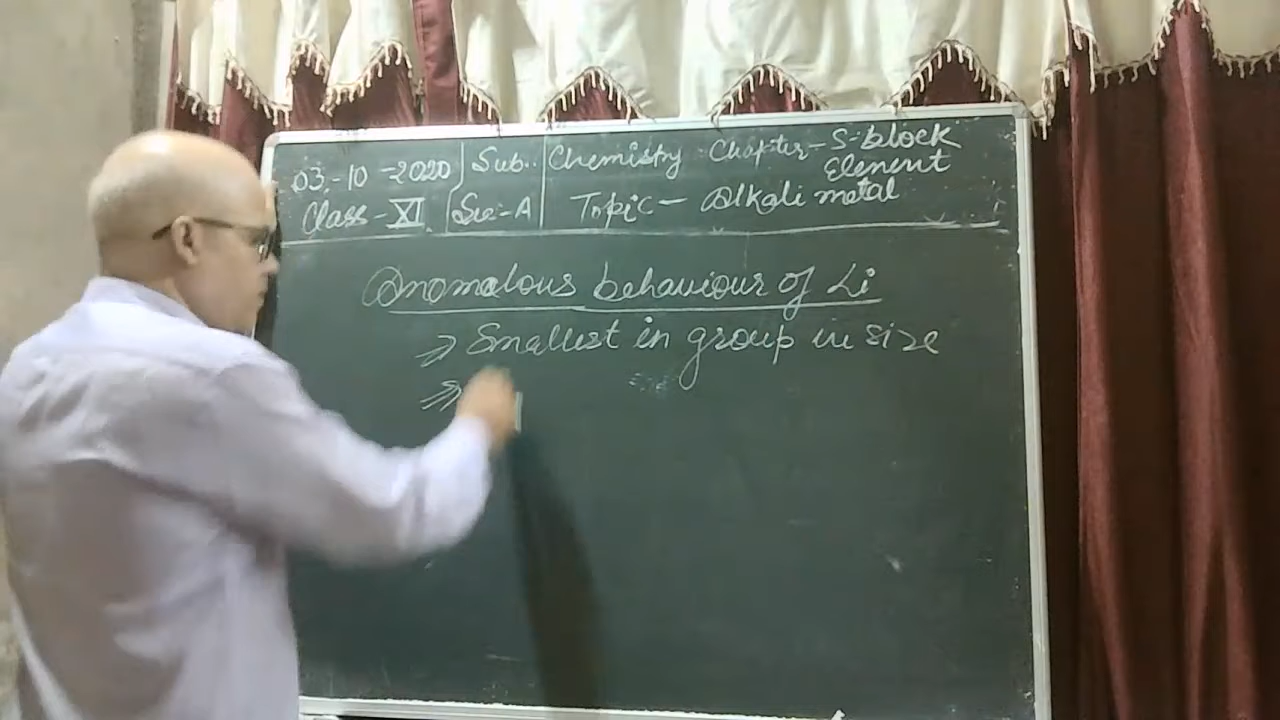 03-10-2020 Sub.. Chemistry Chapter- S-block
Element
Class-XI Sec-A Topic- Alkali metal
Anomalous behaviour of Li
⇒ Smallest in group in size
⇒